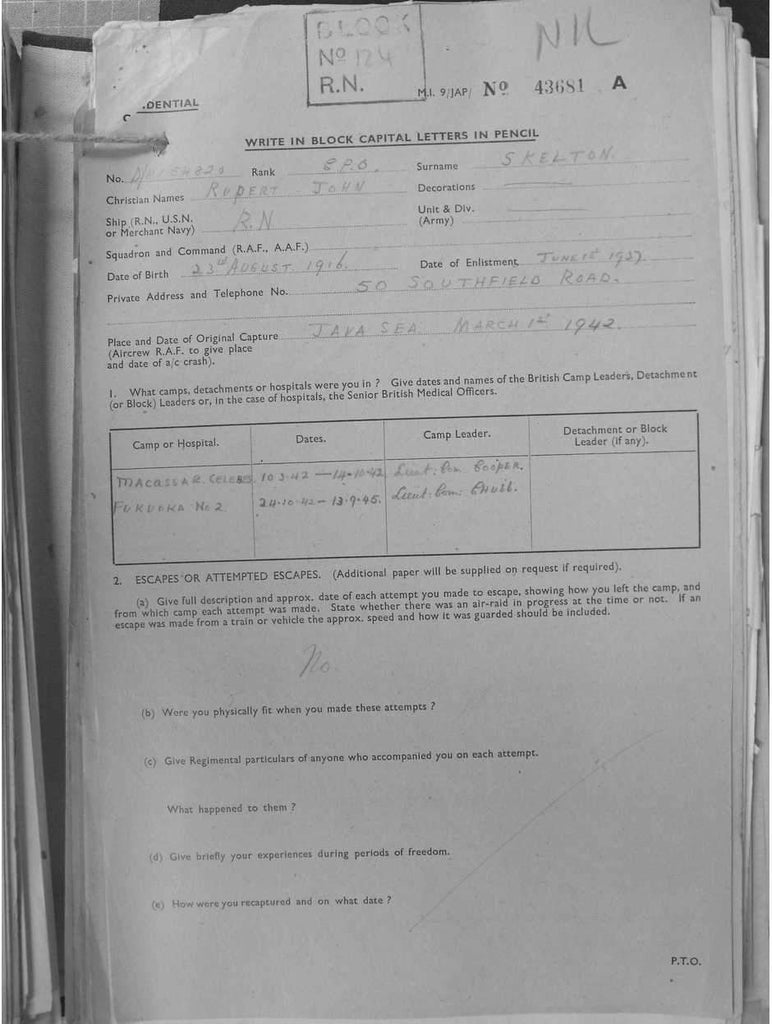 BLOCK
Nº 124
R.N.
NIL
M.I. 9/JAP/ Nº 43681 A
DENTIAL
WRITE IN BLOCK CAPITAL LETTERS IN PENCIL
No. Rank Surname SKELTON.
Christian Names RUPERT JOHN Decorations
Ship (R.N., U.S.N. or Merchant Navy) R.N Unit & Div. (Army)
Squadron and Command (R.A.F., A.A.F.)
Date of Birth 23rd AUGUST 1916. Date of Enlistment JUNE 1st 1937.
Private Address and Telephone No. 50 SOUTHFIELD ROAD.
Place and Date of Original Capture JAVA SEA MARCH 1st 1942.
(Aircrew R.A.F. to give place
and date of a/c crash).
1. What camps, detachments or hospitals were you in ? Give dates and names of the British Camp Leaders, Detachment
(or Block) Leaders or, in the case of hospitals, the Senior British Medical Officers.
Camp or Hospital. Dates. Camp Leader. Detachment or Block Leader (if any).
MACASSAR. CELEBES 10.3.42 — 14-10-42 Lieut: Com. Cooper.
FUKUOKA No 2 24-10-42 — 13.9.45. Lieut: Com: Chubb.
2. ESCAPES OR ATTEMPTED ESCAPES. (Additional paper will be supplied on request if required).
(a) Give full description and approx. date of each attempt you made to escape, showing how you left the camp, and
from which camp each attempt was made. State whether there was an air-raid in progress at the time or not. If an
escape was made from a train or vehicle the approx. speed and how it was guarded should be included.
No.
(b) Were you physically fit when you made these attempts ?
(c) Give Regimental particulars of anyone who accompanied you on each attempt.
What happened to them ?
(d) Give briefly your experiences during periods of freedom.
(e) How were you recaptured and on what date ?
P.T.O.